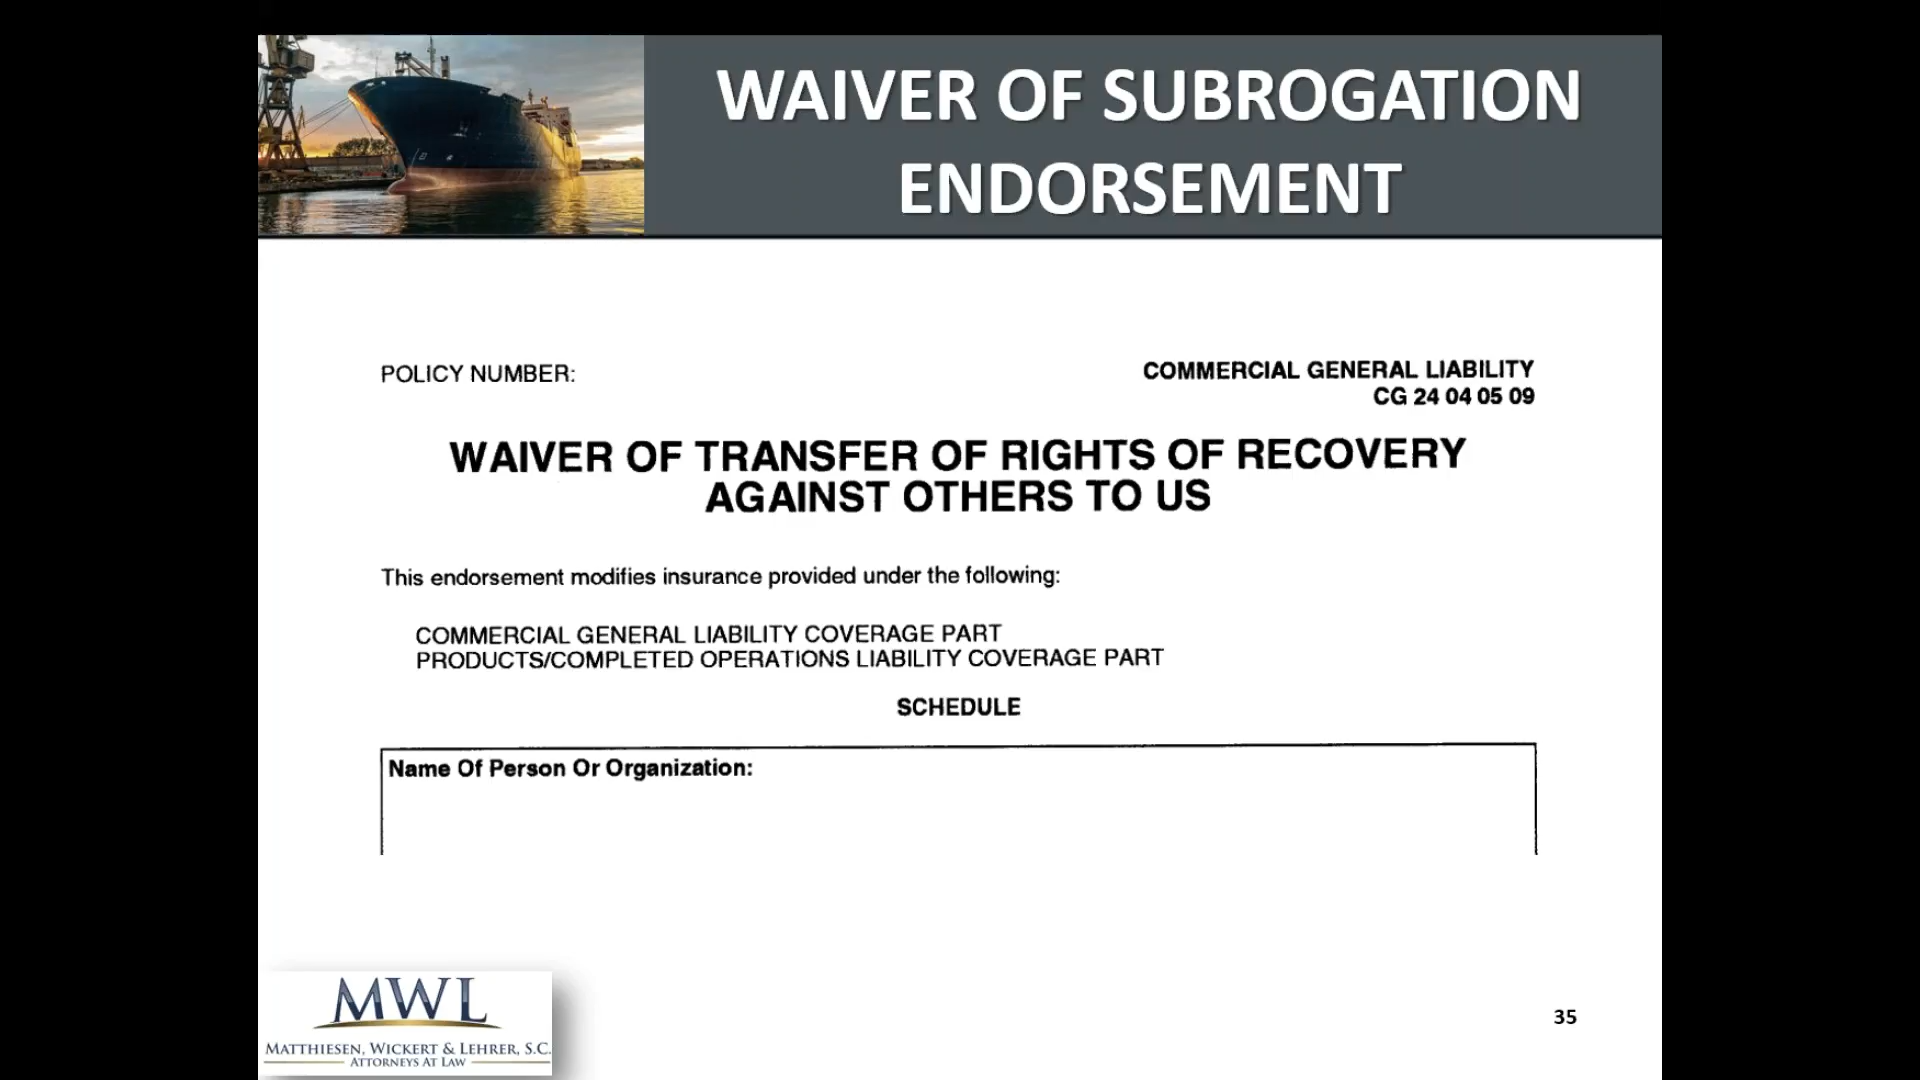 WAIVER OF SUBROGATION
ENDORSEMENT
POLICY NUMBER:
COMMERCIAL GENERAL LIABILITY
CG 24 04 05 09
WAIVER OF TRANSFER OF RIGHTS OF RECOVERY
AGAINST OTHERS TO US
This endorsement modifies insurance provided under the following:
COMMERCIAL GENERAL LIABILITY COVERAGE PART
PRODUCTS/COMPLETED OPERATIONS LIABILITY COVERAGE PART
SCHEDULE
Name Of Person Or Organization:
MWL
MATTHIESEN, WICKERT & LEHRER, S.C.
ATTORNEYS AT LAW
35